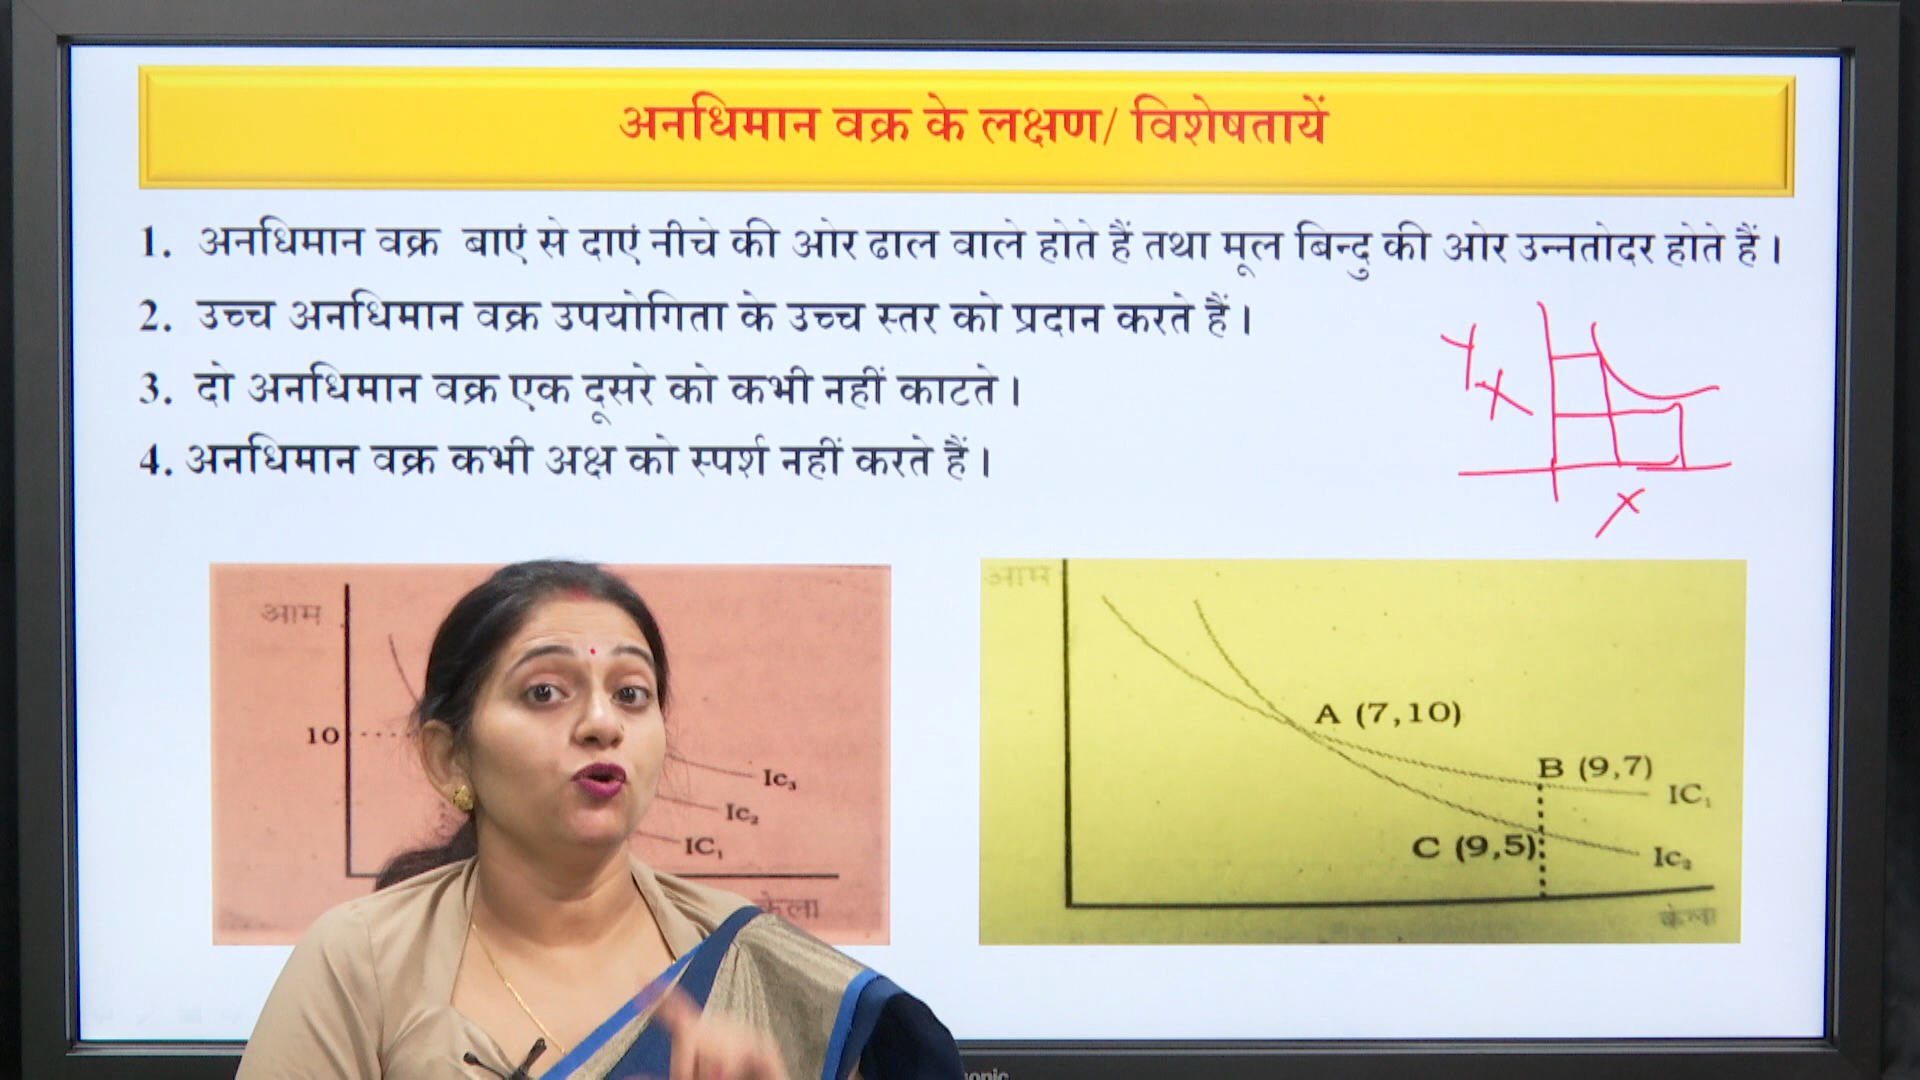 अनधिमान वक्र के लक्षण/ विशेषतायें
1. अनधिमान वक्र बाएं से दाएं नीचे की ओर ढाल वाले होते हैं तथा मूल बिन्दु की ओर उन्नतोदर होते हैं।
2. उच्च अनधिमान वक्र उपयोगिता के उच्च स्तर को प्रदान करते हैं।
3. दो अनधिमान वक्र एक दूसरे को कभी नहीं काटते।
4. अनधिमान वक्र कभी अक्ष को स्पर्श नहीं करते हैं।
Y
X
X
आम
10
Ic₃
Ic₂
IC₁
केला
आम
A (7,10)
B (9,7)
IC₁
C (9,5)
Ic₂
केला